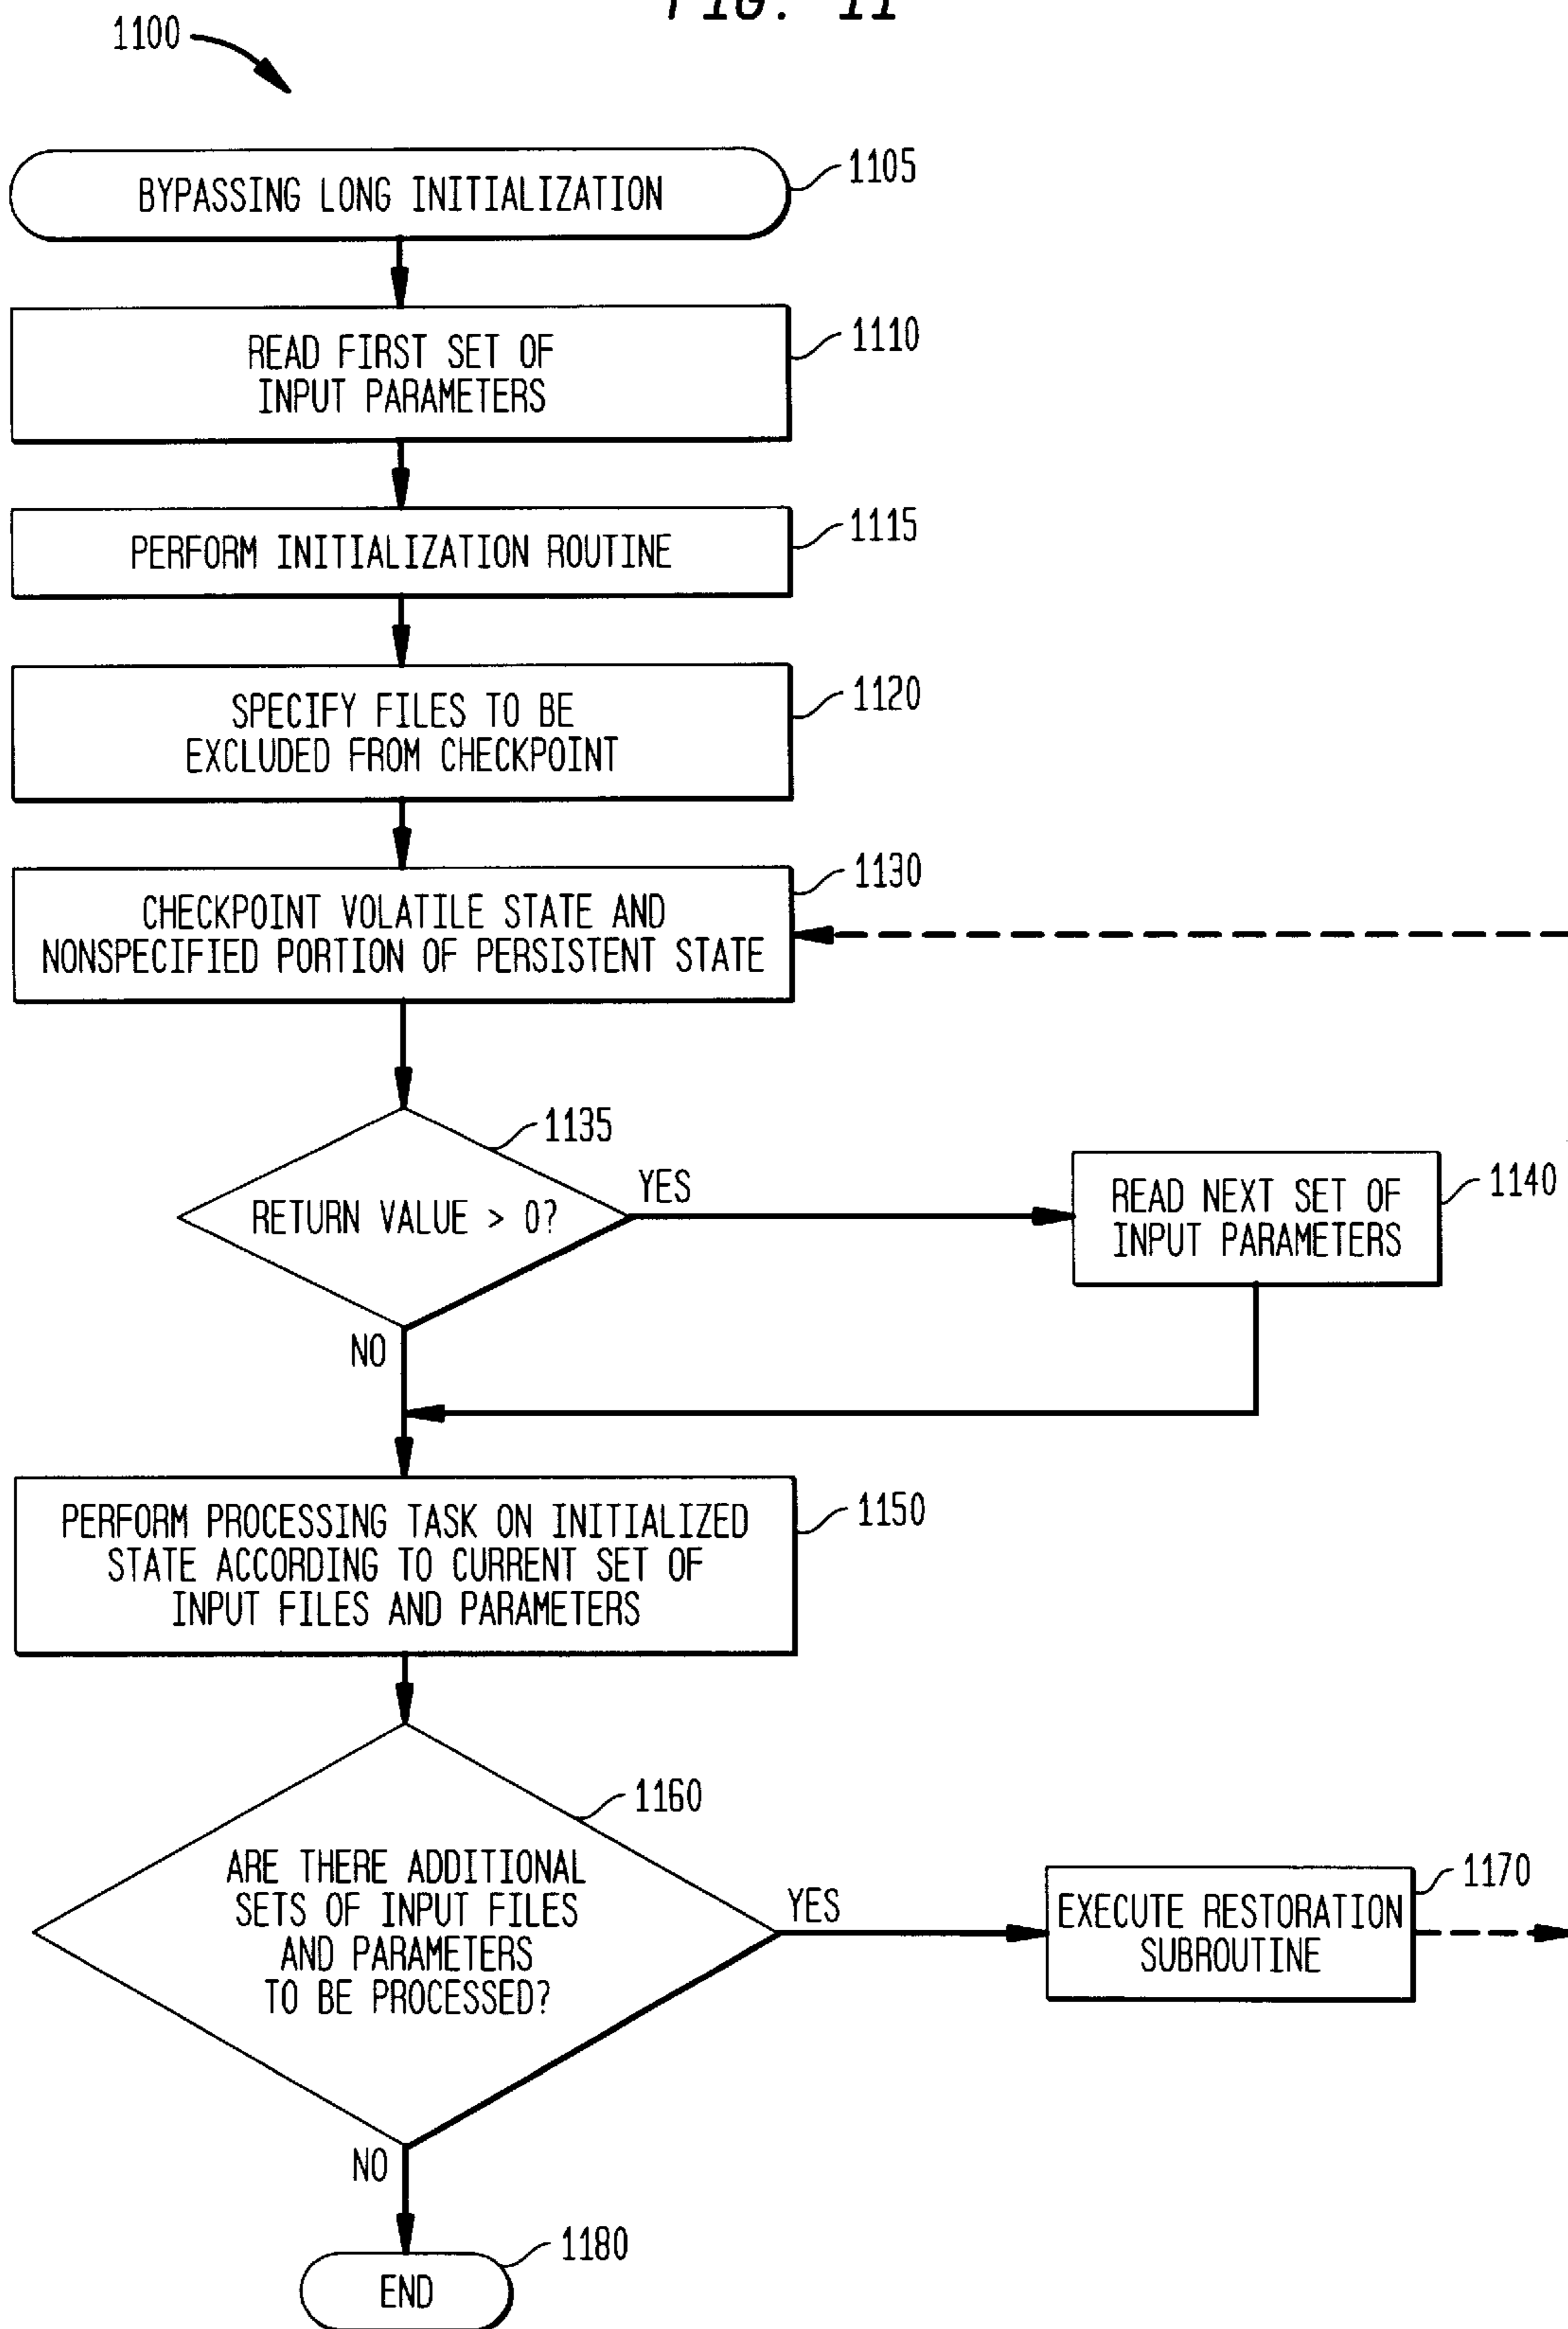 FIG. 11
1100
BYPASSING LONG INITIALIZATION
1105
READ FIRST SET OF
INPUT PARAMETERS
1110
PERFORM INITIALIZATION ROUTINE
1115
SPECIFY FILES TO BE
EXCLUDED FROM CHECKPOINT
1120
CHECKPOINT VOLATILE STATE AND
NONSPECIFIED PORTION OF PERSISTENT STATE
1130
RETURN VALUE > 0?
1135
YES
NO
READ NEXT SET OF
INPUT PARAMETERS
1140
PERFORM PROCESSING TASK ON INITIALIZED
STATE ACCORDING TO CURRENT SET OF
INPUT FILES AND PARAMETERS
1150
ARE THERE ADDITIONAL
SETS OF INPUT FILES
AND PARAMETERS
TO BE PROCESSED?
1160
YES
NO
EXECUTE RESTORATION
SUBROUTINE
1170
END
1180